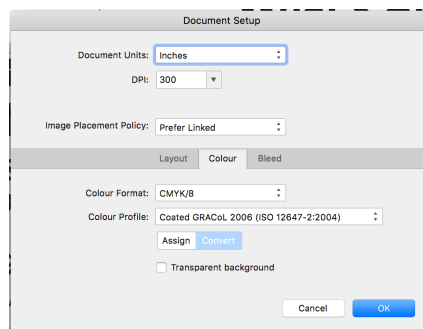 Document Setup
Document Units: Inches
DPI: 300
Image Placement Policy: Prefer Linked
Layout Colour Bleed
Colour Format: CMYK/8
Colour Profile: Coated GRACoL 2006 (ISO 12647-2:2004)
Assign Convert
Transparent background
Cancel OK